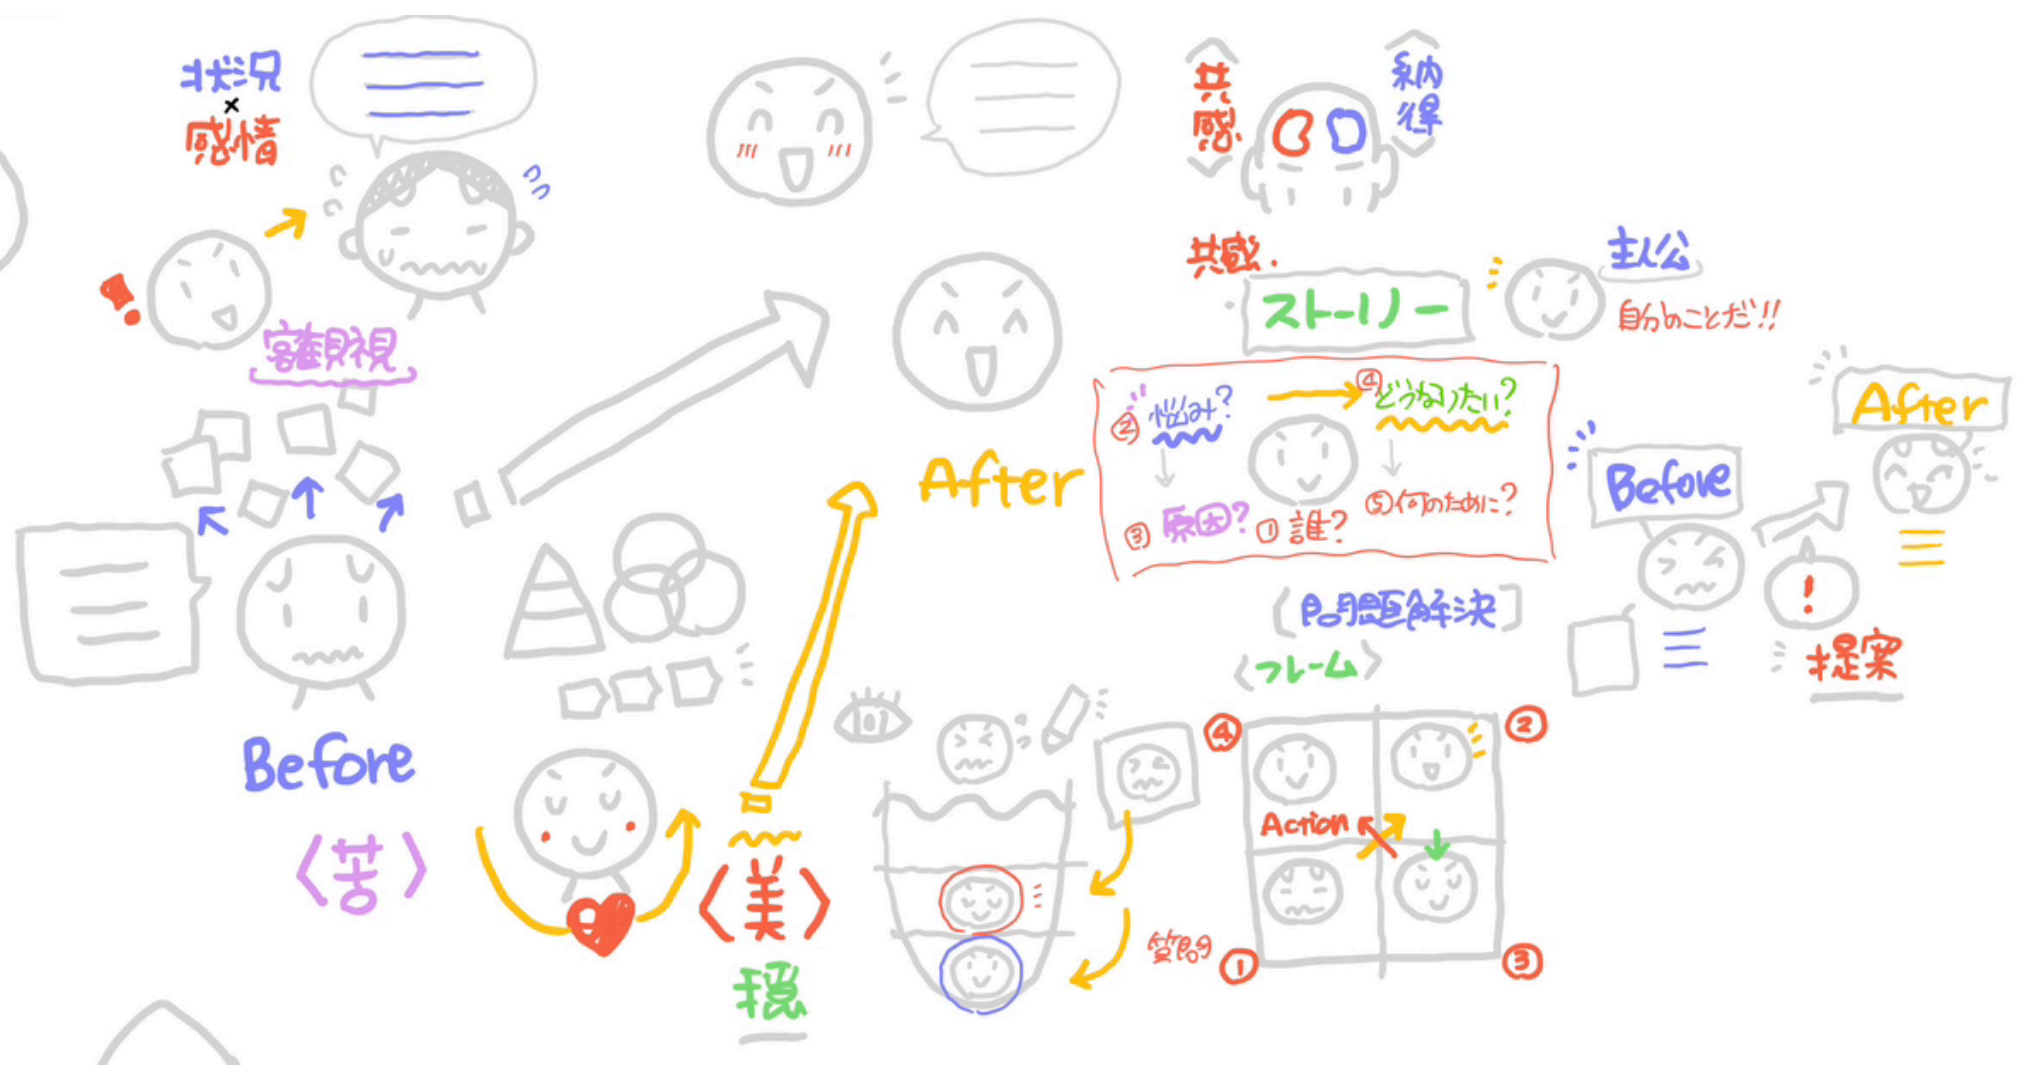 状況
×
感情
!
客観視
Before
〈苦〉
After
〈美〉
穏
共感
納得
共感.
ストーリー
主人公
自分のことだ!!
② 悩み?
④ どうなりたい?
③ 原因?
① 誰?
⑤ 何のために?
[問題解決]
〈フレーム〉
Before
After
!
提案
④
②
Action
質問
①
③